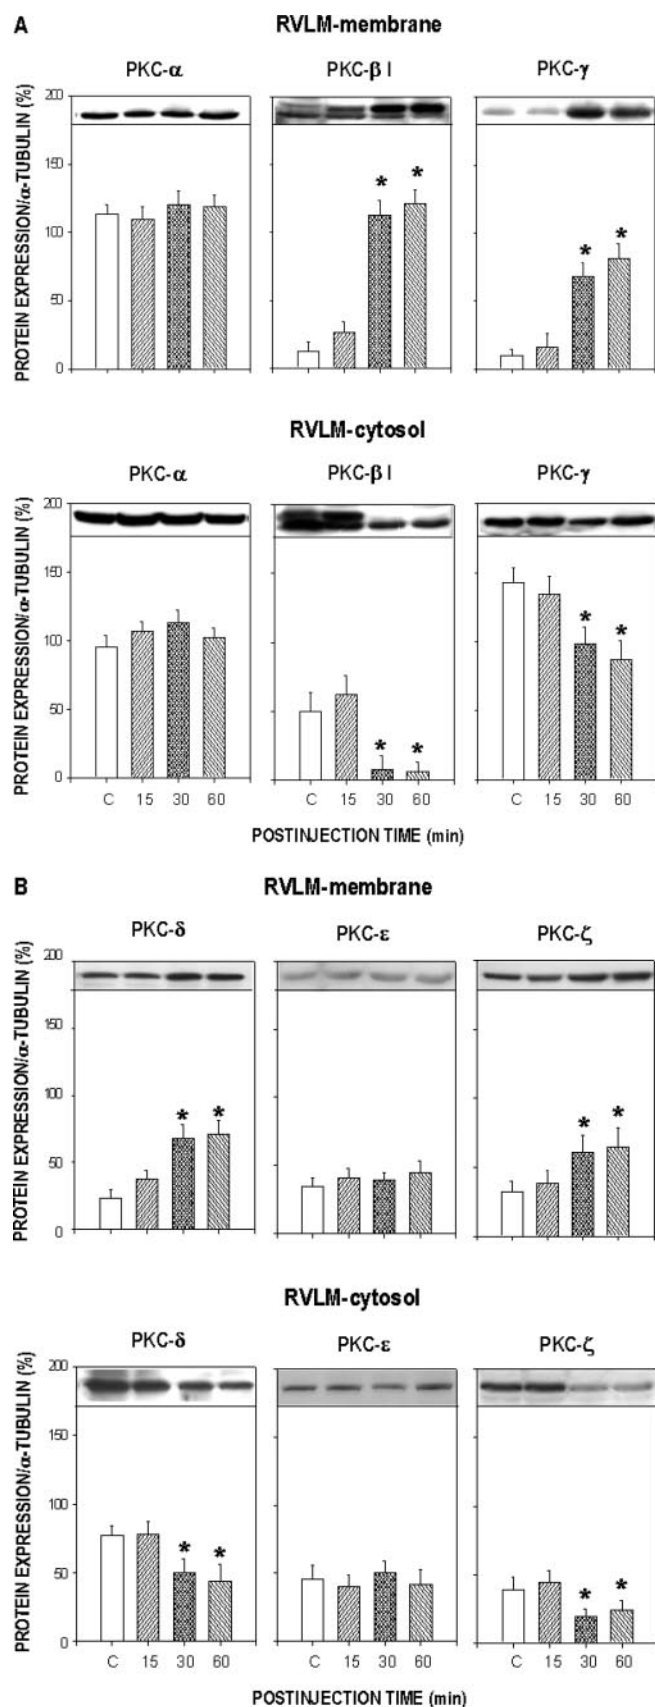 A
RVLM-membrane
PKC-α PKC-β I PKC-γ
PROTEIN EXPRESSION/α-TUBULIN (%)
200
150
100
50
0
* * * *
RVLM-cytosol
PKC-α PKC-β I PKC-γ
PROTEIN EXPRESSION/α-TUBULIN (%)
200
150
100
50
0
* * * *
C 15 30 60 C 15 30 60 C 15 30 60
POSTINJECTION TIME (min)
B
RVLM-membrane
PKC-δ PKC-ε PKC-ζ
PROTEIN EXPRESSION/α-TUBULIN (%)
200
150
100
50
0
* * * *
RVLM-cytosol
PKC-δ PKC-ε PKC-ζ
PROTEIN EXPRESSION/α-TUBULIN (%)
200
150
100
50
0
* * * *
C 15 30 60 C 15 30 60 C 15 30 60
POSTINJECTION TIME (min)